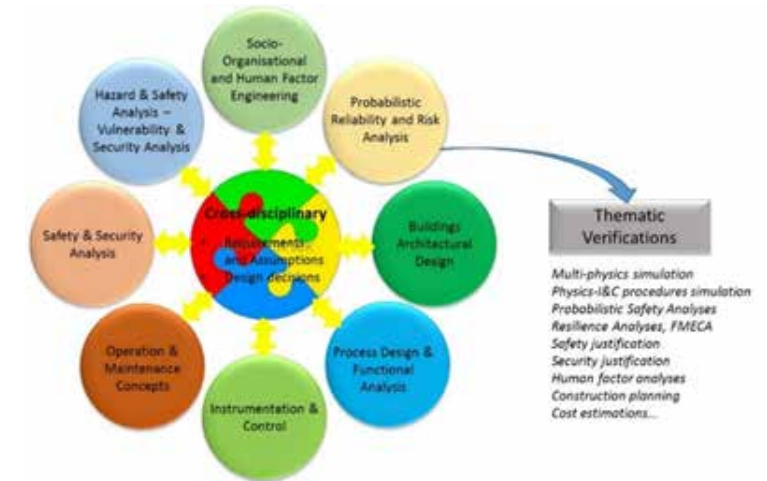 Socio-
Organisational
and Human Factor
Engineering
Hazard & Safety
Analysis –
Vulnerability &
Security Analysis
Probabilistic
Reliability and Risk
Analysis
Safety & Security
Analysis
Cross-disciplinary
• Requirements
and Assumptions
• Design decisions
Buildings
Architectural
Design
Operation &
Maintenance
Concepts
Process Design &
Functional
Analysis
Instrumentation &
Control
Thematic
Verifications
Multi-physics simulation
Physics-I&C procedures simulation
Probabilistic Safety Analyses
Resilience Analyses, FMECA
Safety justification
Security justification
Human factor analyses
Construction planning
Cost estimations...